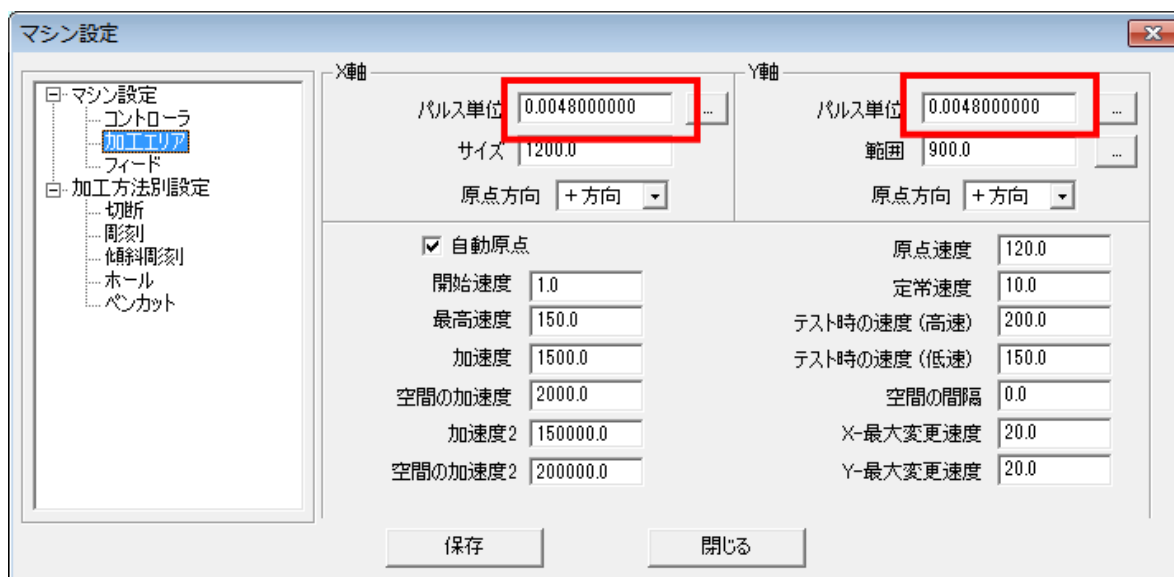 マシン設定
マシン設定
コントローラ
加工エリア
フィード
加工方法別設定
切断
彫刻
傾斜彫刻
ホール
ペンカット
X軸
パルス単位 0.0048000000 ...
サイズ 1200.0
原点方向 +方向
Y軸
パルス単位 0.0048000000 ...
範囲 900.0 ...
原点方向 +方向
自動原点
開始速度 1.0
最高速度 150.0
加速度 1500.0
空間の加速度 2000.0
加速度2 150000.0
空間の加速度2 200000.0
原点速度 120.0
定常速度 10.0
テスト時の速度 (高速) 200.0
テスト時の速度 (低速) 150.0
空間の間隔 0.0
X-最大変更速度 20.0
Y-最大変更速度 20.0
保存
閉じる